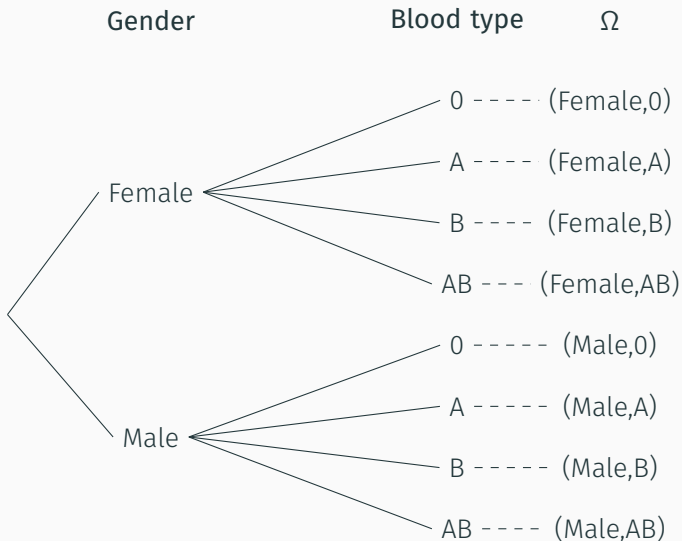 Gender Blood type Ω
0 (Female,0)
A (Female,A)
Female
B (Female,B)
AB (Female,AB)
0 (Male,0)
A (Male,A)
Male
B (Male,B)
AB (Male,AB)